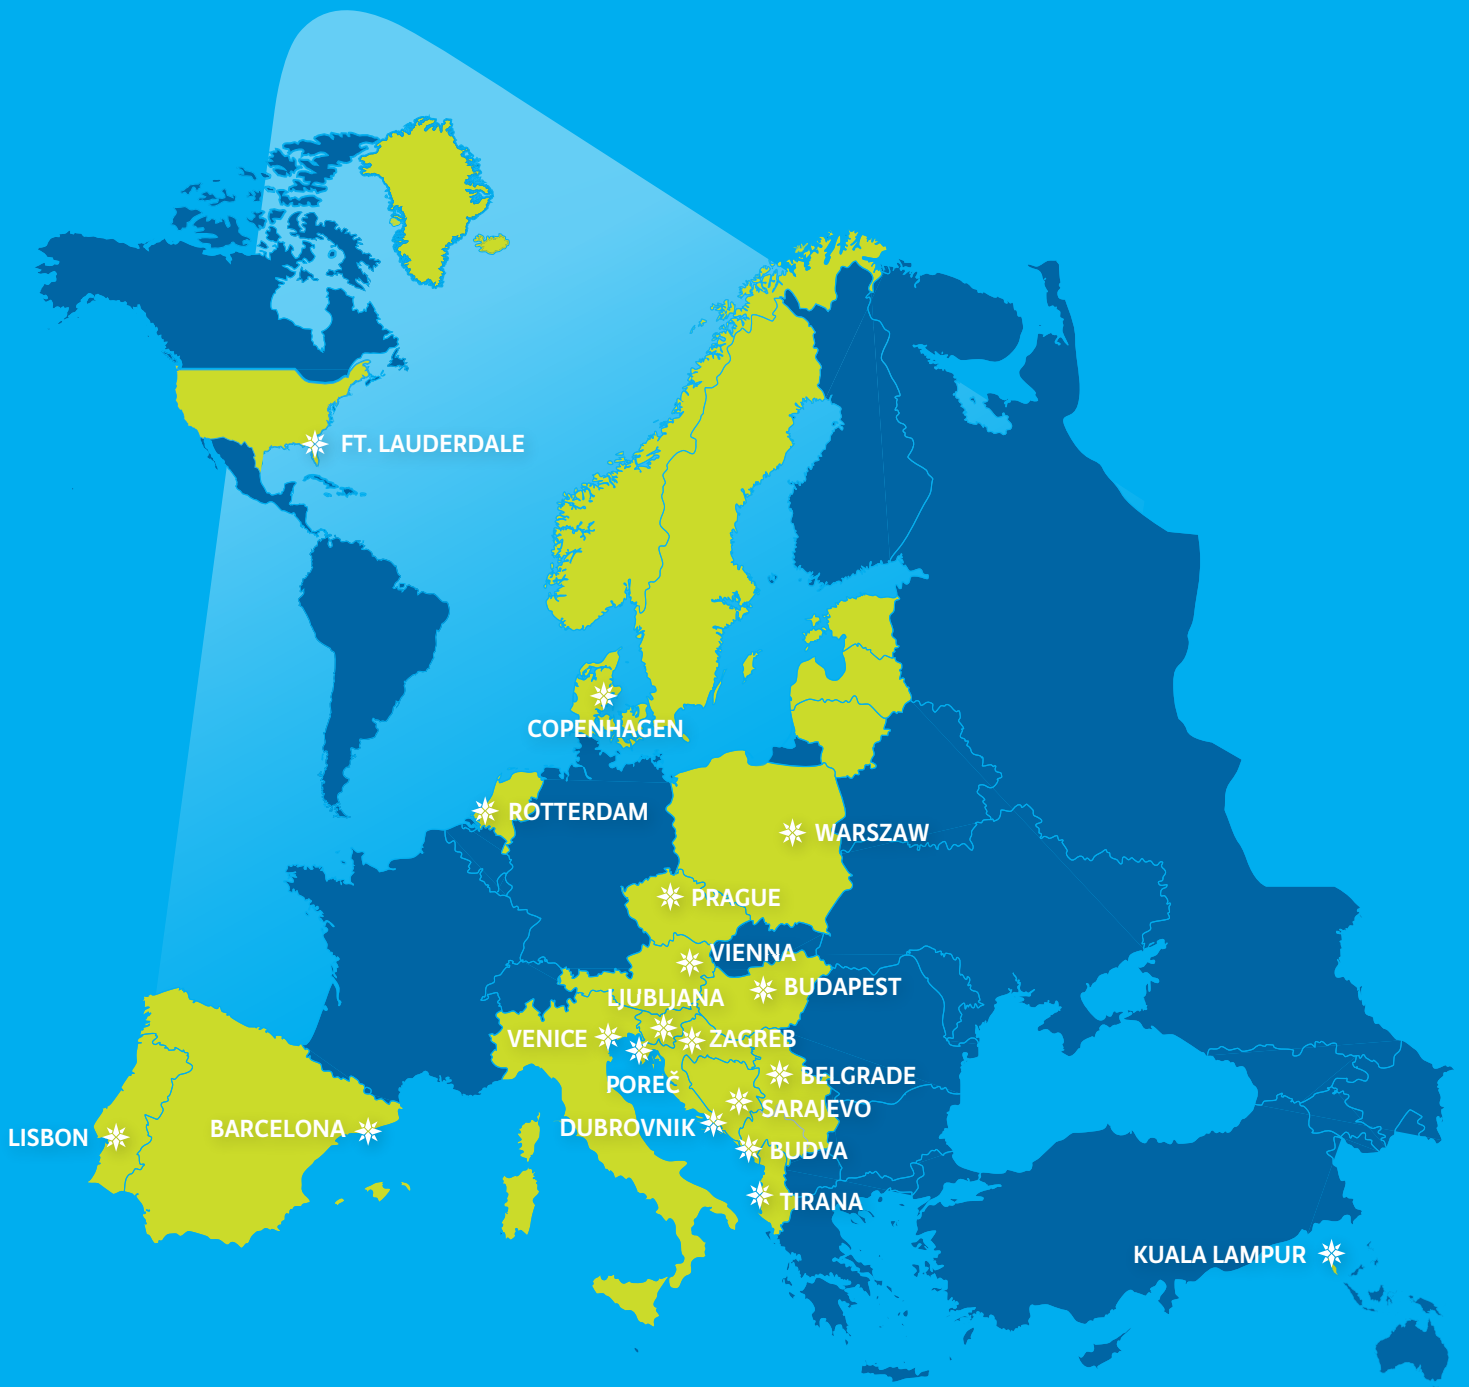 FT. LAUDERDALE
COPENHAGEN
ROTTERDAM
WARSZAW
PRAGUE
VIENNA
BUDAPEST
LJUBLJANA
VENICE
ZAGREB
POREČ
BELGRADE
SARAJEVO
DUBROVNIK
BARCELONA
LISBON
BUDVA
TIRANA
KUALA LAMPUR